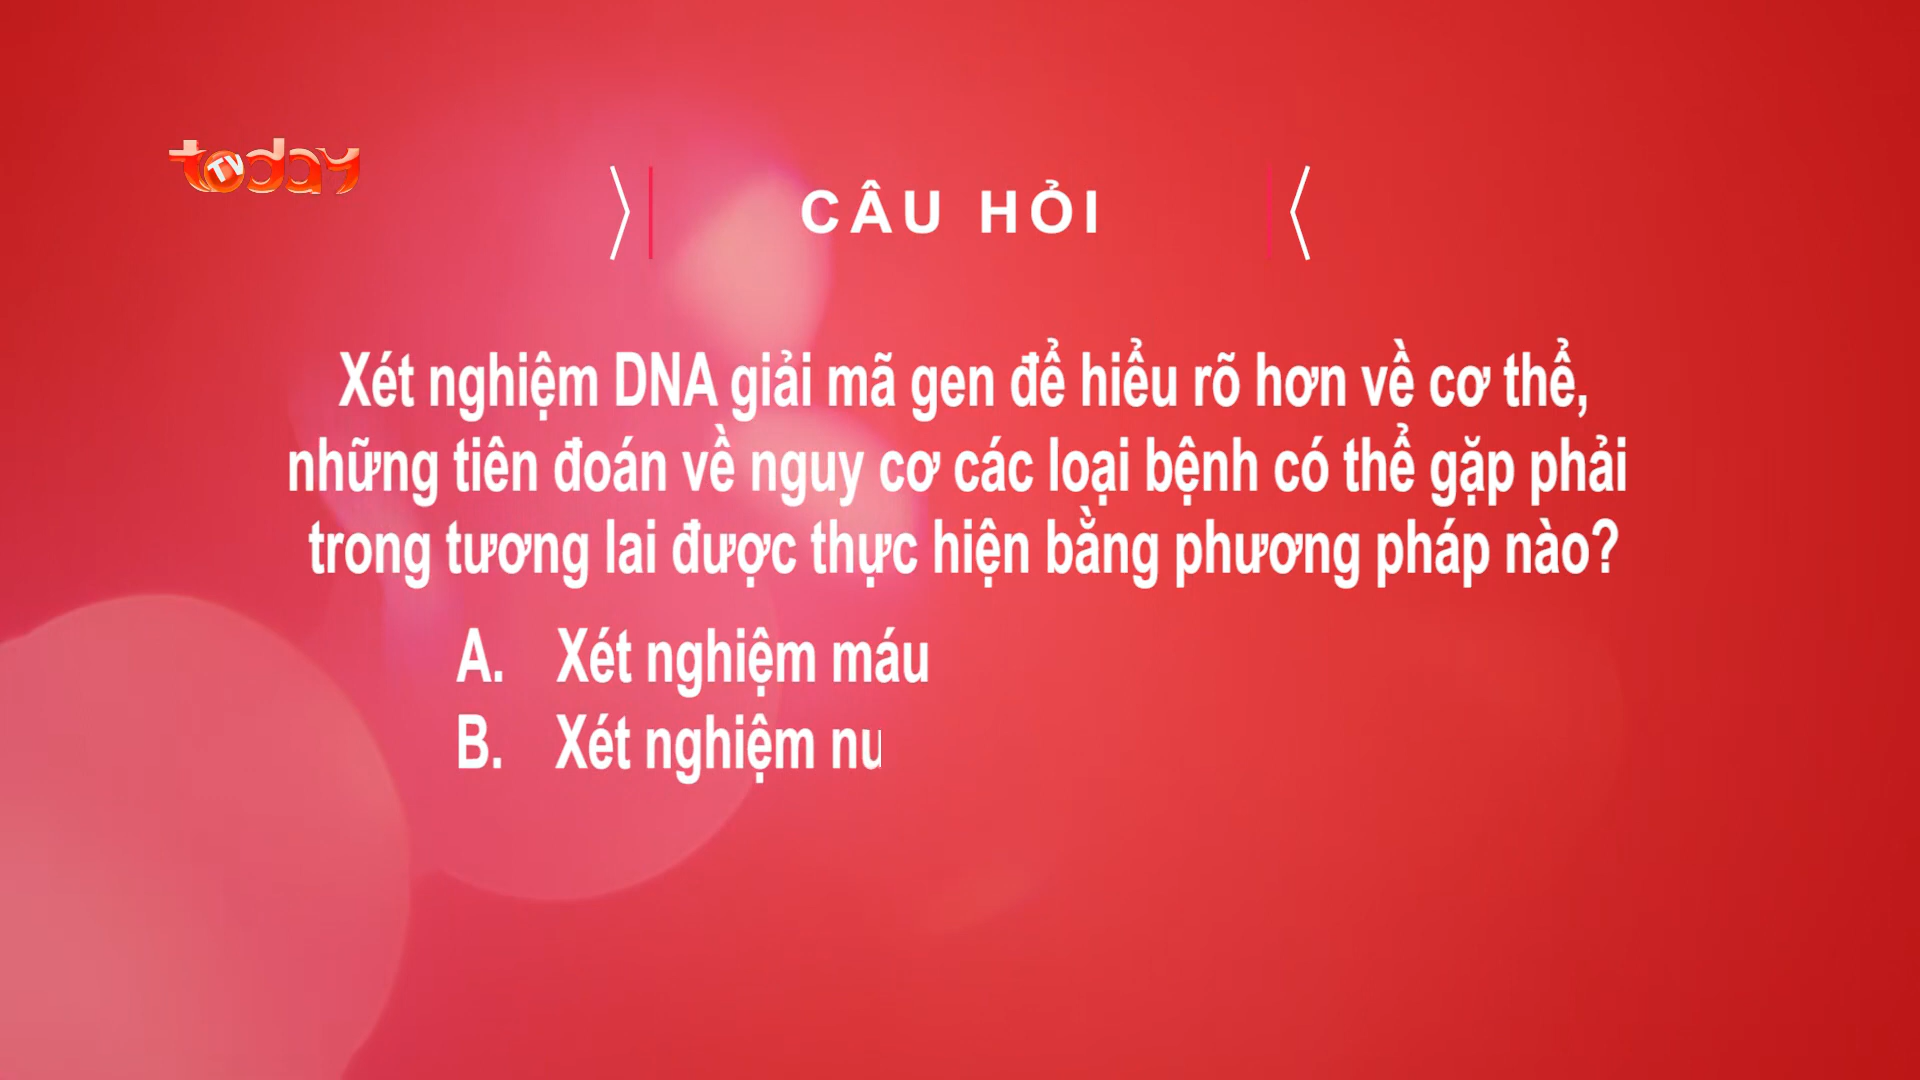 today
TV
CÂU HỎI
Xét nghiệm DNA giải mã gen để hiểu rõ hơn về cơ thể,
những tiên đoán về nguy cơ các loại bệnh có thể gặp phải
trong tương lai được thực hiện bằng phương pháp nào?
A. Xét nghiệm máu
B. Xét nghiệm